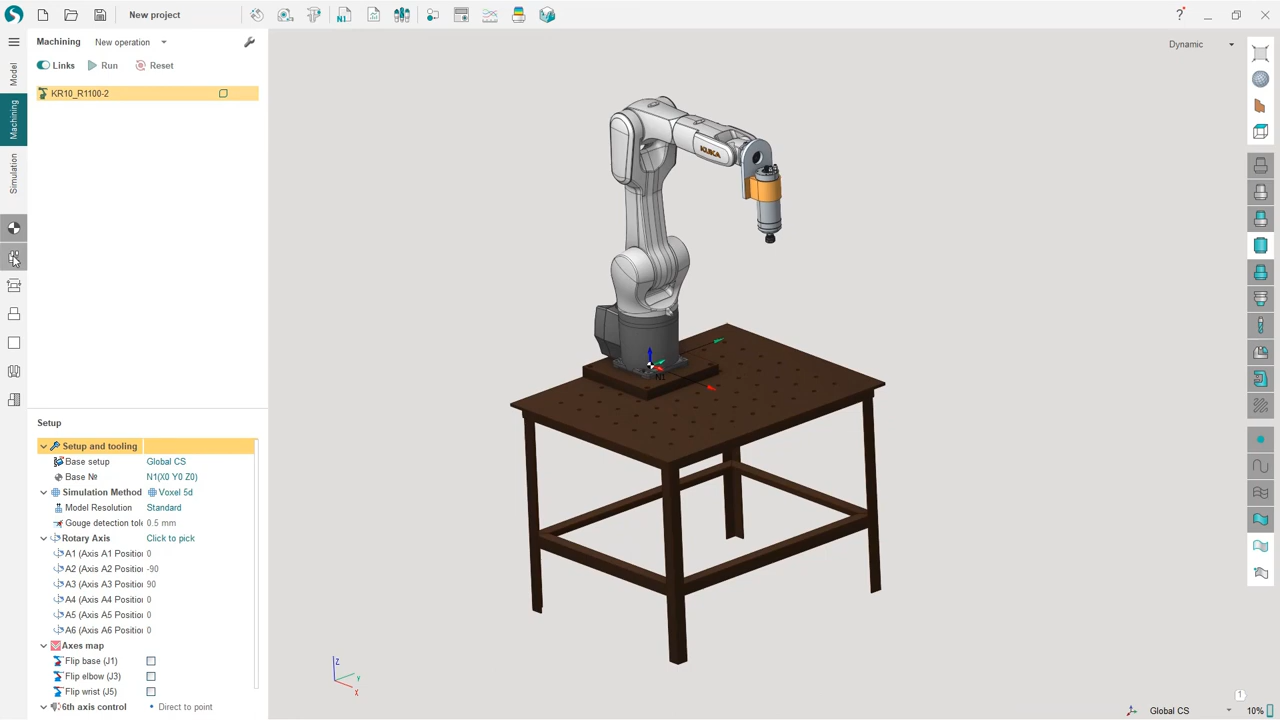 New project
?
Machining
New operation
Dynamic
Model
Links
Run
Reset
KR10_R1100-2
Machining
KUKA
Simulation
N1
Setup
Setup and tooling
Base setup Global CS
Base № N1(X0 Y0 Z0)
Simulation Method Voxel 5d
Model Resolution Standard
Gouge detection tole 0.5 mm
Rotary Axis Click to pick
A1 (Axis A1 Position 0
A2 (Axis A2 Position -90
A3 (Axis A3 Position 90
A4 (Axis A4 Position 0
A5 (Axis A5 Position 0
A6 (Axis A6 Position 0
Axes map
Flip base (J1)
Flip elbow (J3)
Flip wrist (J5)
6th axis control • Direct to point
Z
Y
X
1
Global CS
10%